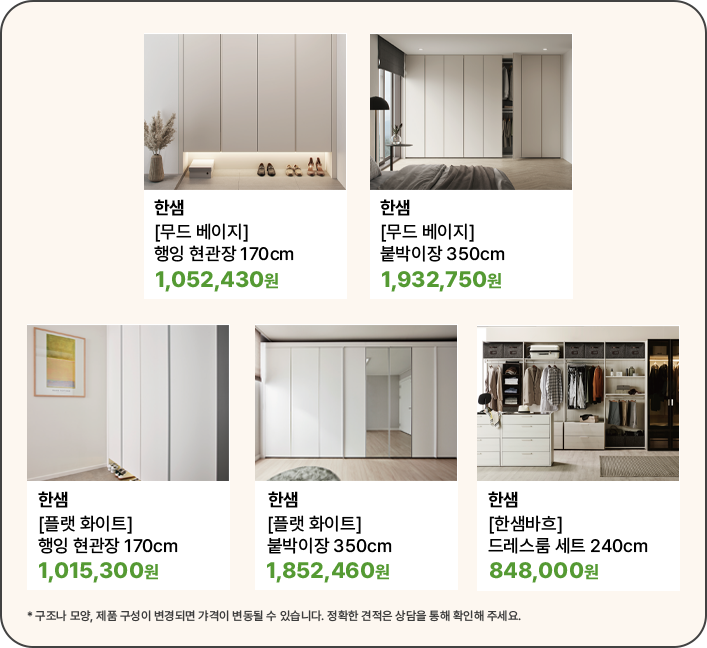 한샘
[무드 베이지]
행잉 현관장 170cm
1,052,430원
한샘
[무드 베이지]
붙박이장 350cm
1,932,750원
한샘
[플랫 화이트]
행잉 현관장 170cm
1,015,300원
한샘
[플랫 화이트]
붙박이장 350cm
1,852,460원
한샘
[한샘바흐]
드레스룸 세트 240cm
848,000원
* 구조나 모양, 제품 구성이 변경되면 가격이 변동될 수 있습니다. 정확한 견적은 상담을 통해 확인해 주세요.